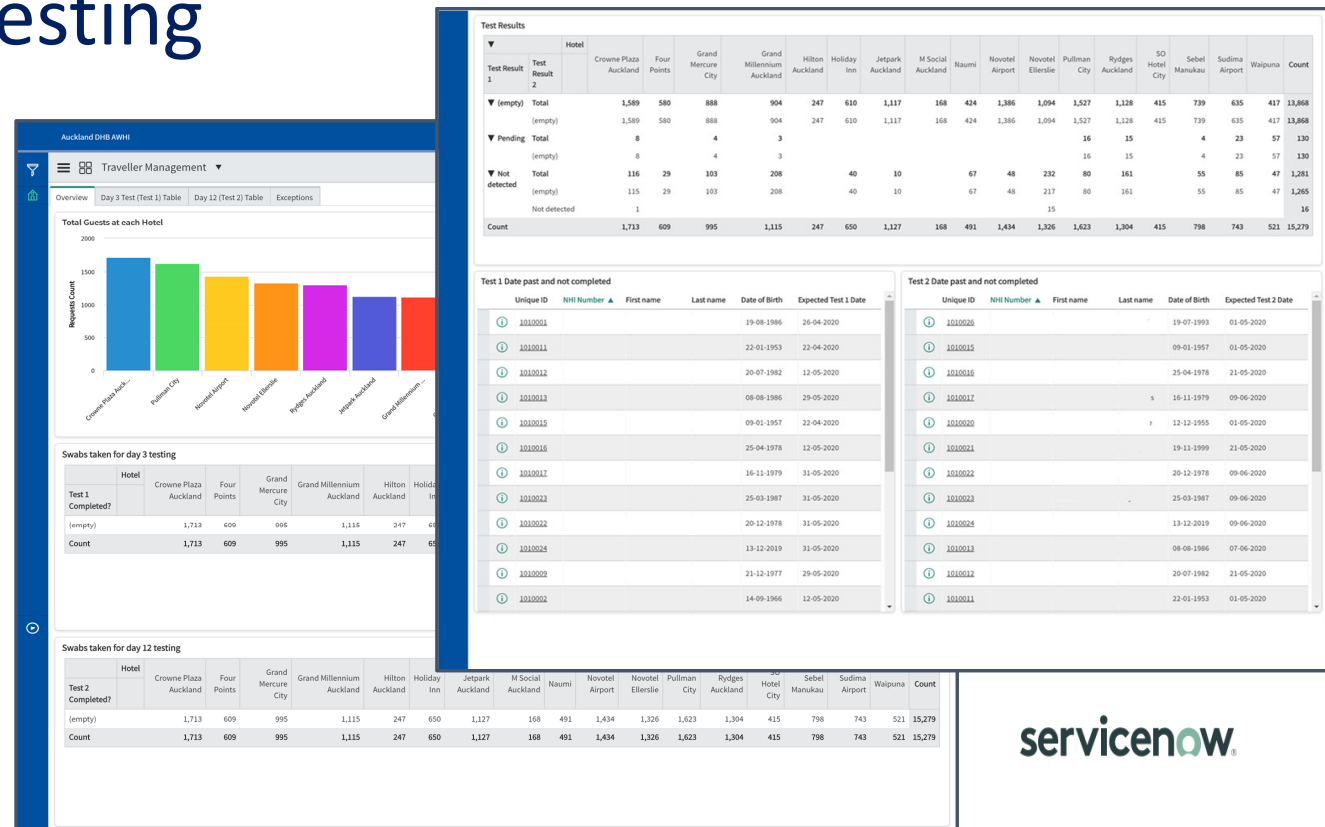 esting
Auckland DHB AWHI
Traveller Management ▼
Overview Day 3 Test (Test 1) Table Day 12 (Test 2) Table Exceptions
Total Guests at each Hotel
Requests Count
2000
1500
1000
500
0
Crowne Plaza Auck... Pullman City Novotel Airport Novotel Ellerslie Rydges Auckland Jetpark Auckland Grand Millennium ...
Swabs taken for day 3 testing
Hotel
Test 1 Completed? Crowne Plaza Auckland Four Points Grand Mercure City Grand Millennium Auckland Hilton Auckland
(empty) 1,713 609 995 1,115 247
Count 1,713 609 995 1,115 247
Swabs taken for day 12 testing
Hotel
Test 2 Completed? Crowne Plaza Auckland Four Points Grand Mercure City Grand Millennium Auckland Hilton Auckland Holiday Inn Jetpark Auckland M Social Auckland Naumi Novotel Airport Novotel Ellerslie Pullman City Rydges Auckland SO Hotel City Sebel Manukau Sudima Airport Waipuna Count
(empty) 1,713 609 995 1,115 247 650 1,127 168 491 1,434 1,326 1,623 1,304 415 798 743 521 15,279
Count 1,713 609 995 1,115 247 650 1,127 168 491 1,434 1,326 1,623 1,304 415 798 743 521 15,279
Test Results
▼ Hotel
Test Result 1 Test Result 2 Crowne Plaza Auckland Four Points Grand Mercure City Grand Millennium Auckland Hilton Auckland Holiday Inn Jetpark Auckland M Social Auckland Naumi Novotel Airport Novotel Ellerslie Pullman City Rydges Auckland SO Hotel City Sebel Manukau Sudima Airport Waipuna Count
▼ (empty) Total 1,589 580 888 904 247 610 1,117 168 424 1,386 1,094 1,527 1,128 415 739 635 417 13,868
(empty) 1,589 580 888 904 247 610 1,117 168 424 1,386 1,094 1,527 1,128 415 739 635 417 13,868
▼ Pending Total 8 4 3 16 15 4 23 57 130
(empty) 8 4 3 16 15 4 23 57 130
▼ Not detected Total 116 29 103 208 40 10 67 48 232 80 161 55 85 47 1,281
(empty) 115 29 103 208 40 10 67 48 217 80 161 55 85 47 1,265
Not detected 1 15 16
Count 1,713 609 995 1,115 247 650 1,127 168 491 1,434 1,326 1,623 1,304 415 798 743 521 15,279
Test 1 Date past and not completed
Unique ID NHI Number ▲ First name Last name Date of Birth Expected Test 1 Date
1010001 19-08-1986 26-04-2020
1010011 22-01-1953 22-04-2020
1010012 20-07-1982 12-05-2020
1010013 08-08-1986 29-05-2020
1010015 09-01-1957 22-04-2020
1010016 25-04-1978 12-05-2020
1010017 16-11-1979 31-05-2020
1010023 25-03-1987 31-05-2020
1010022 20-12-1978 31-05-2020
1010024 13-12-2019 31-05-2020
1010009 21-12-1977 29-05-2020
1010002 14-09-1966 12-05-2020
Test 2 Date past and not completed
Unique ID NHI Number ▲ First name Last name Date of Birth Expected Test 2 Date
1010026 19-07-1993 01-05-2020
1010015 09-01-1957 01-05-2020
1010016 25-04-1978 21-05-2020
1010017 s 16-11-1979 09-06-2020
1010020 12-12-1955 01-05-2020
1010021 19-11-1999 21-05-2020
1010022 20-12-1978 09-06-2020
1010023 25-03-1987 09-06-2020
1010024 13-12-2019 09-06-2020
1010013 08-08-1986 07-06-2020
1010012 20-07-1982 21-05-2020
1010011 22-01-1953 01-05-2020
servicenow®